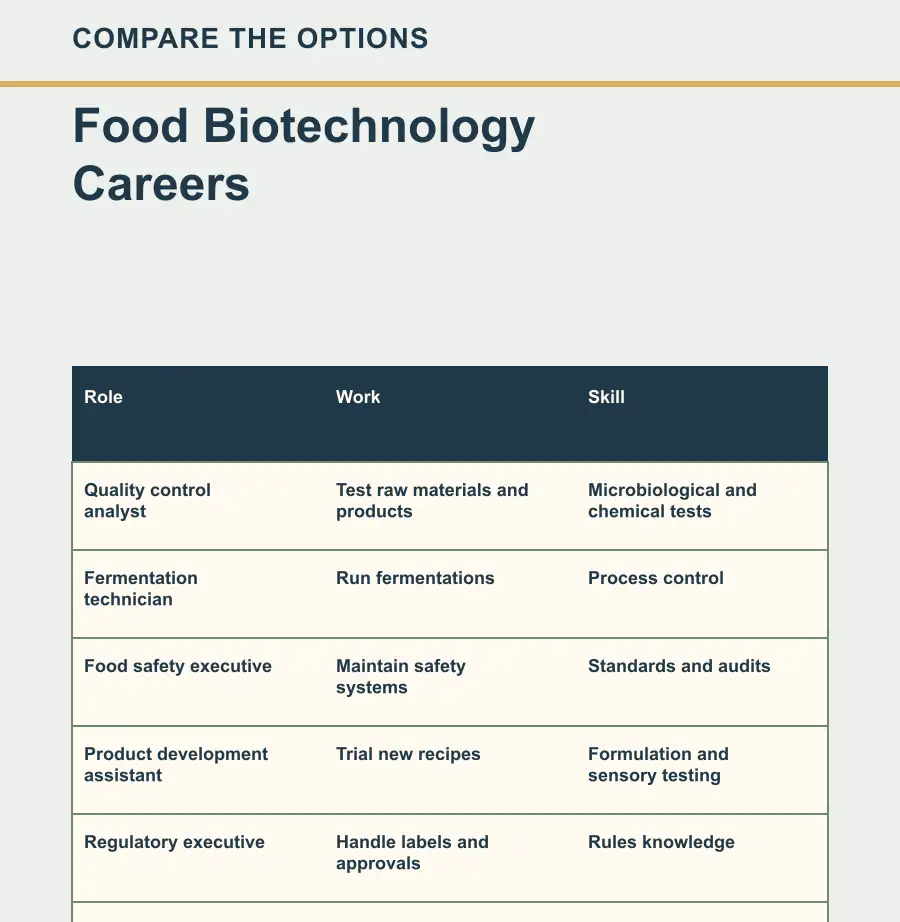 COMPARE THE OPTIONS
Food Biotechnology
Careers
Role Work Skill
Quality control Test raw materials and Microbiological and
analyst products chemical tests
Fermentation Run fermentations Process control
technician
Food safety executive Maintain safety Standards and audits
systems
Product development Trial new recipes Formulation and
assistant sensory testing
Regulatory executive Handle labels and Rules knowledge
approvals